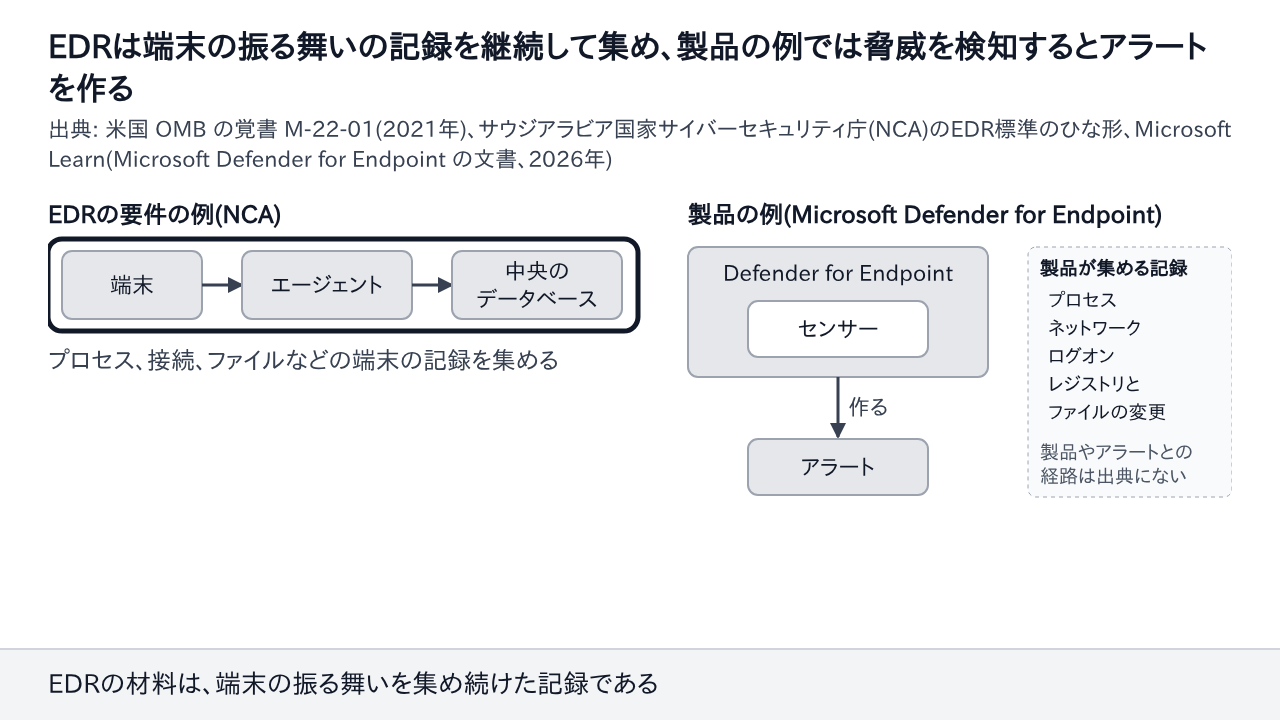 EDRは端末の振る舞いの記録を継続して集め、製品の例では脅威を検知するとアラート
を作る
出典: 米国 OMB の覚書 M-22-01(2021年)、サウジアラビア国家サイバーセキュリティ庁(NCA)のEDR標準のひな形、Microsoft
Learn(Microsoft Defender for Endpoint の文書、2026年)
EDRの要件の例(NCA)
端末
エージェント
中央の
データベース
プロセス、接続、ファイルなどの端末の記録を集める
製品の例(Microsoft Defender for Endpoint)
Defender for Endpoint
センサー
作る
アラート
製品が集める記録
プロセス
ネットワーク
ログオン
レジストリと
ファイルの変更
製品やアラートとの
経路は出典にない
EDRの材料は、端末の振る舞いを集め続けた記録である